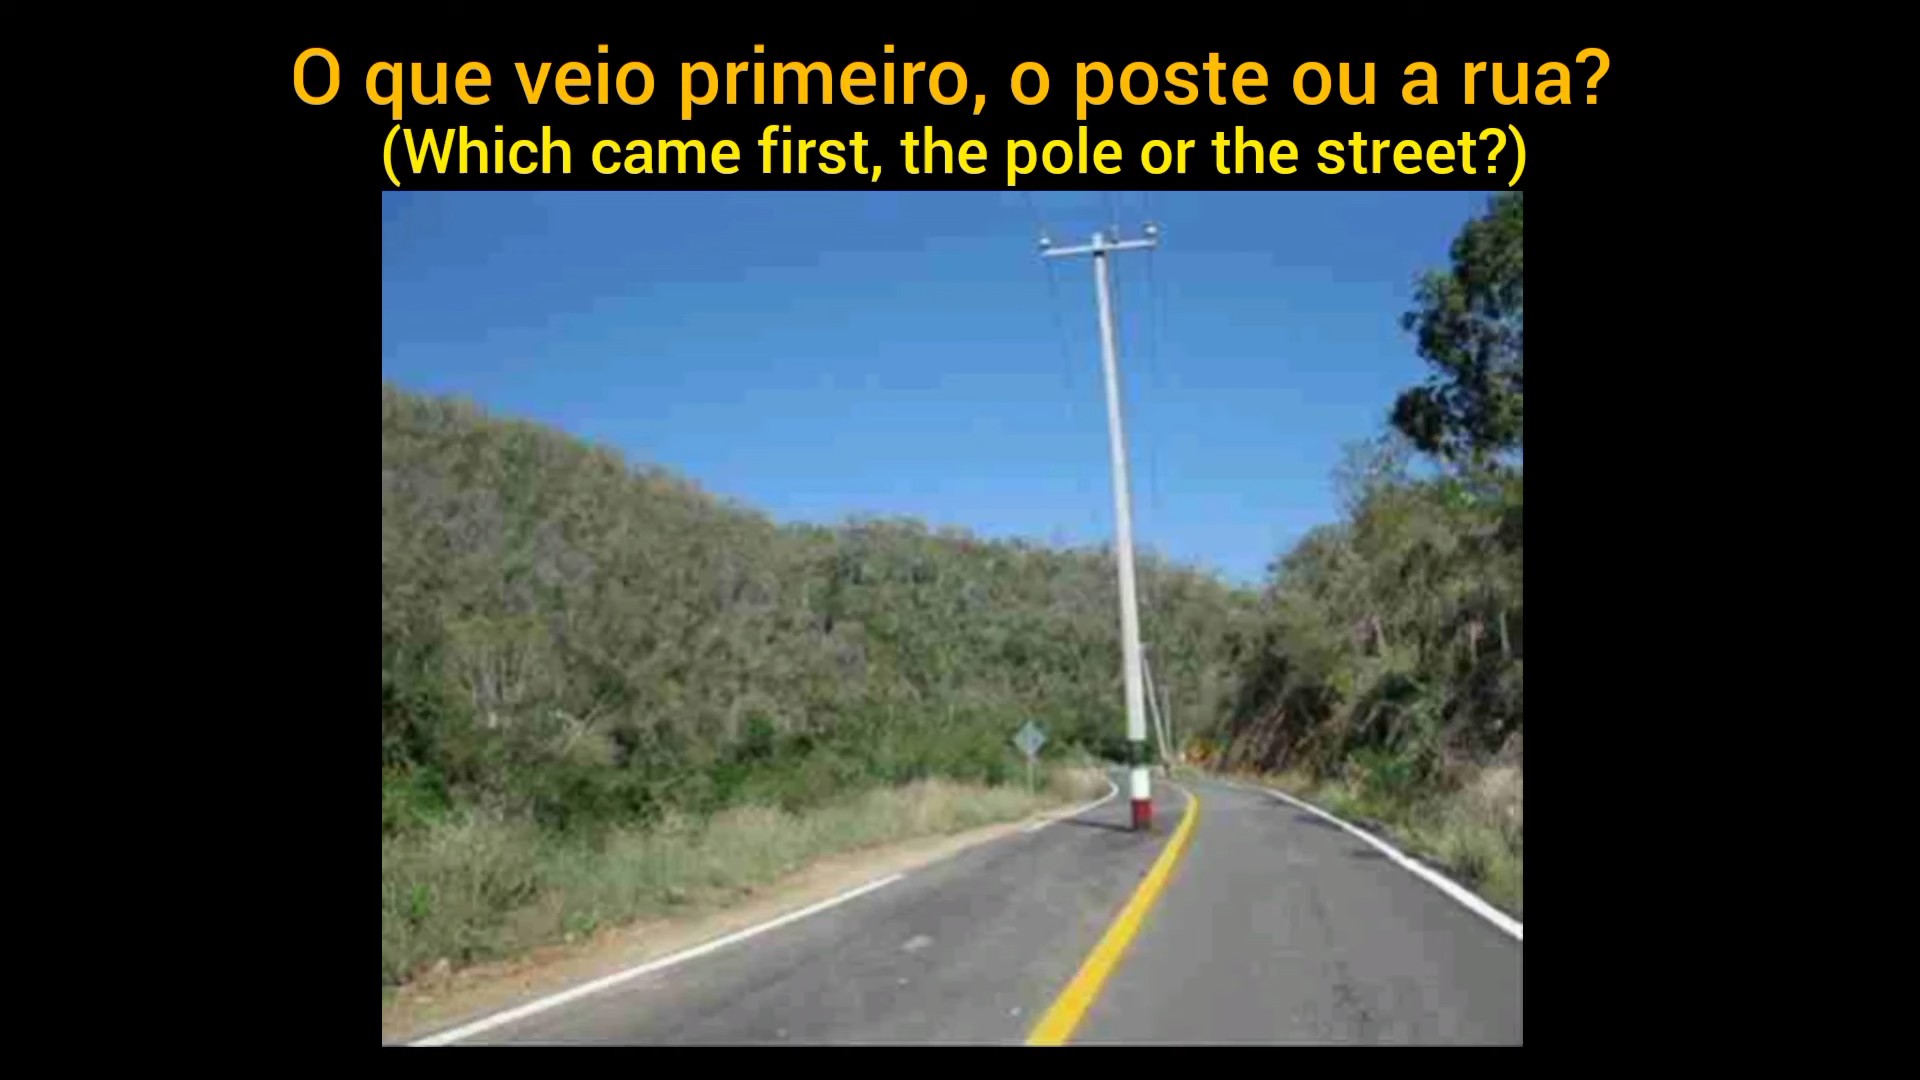 O que veio primeiro, o poste ou a rua?
(Which came first, the pole or the street?)